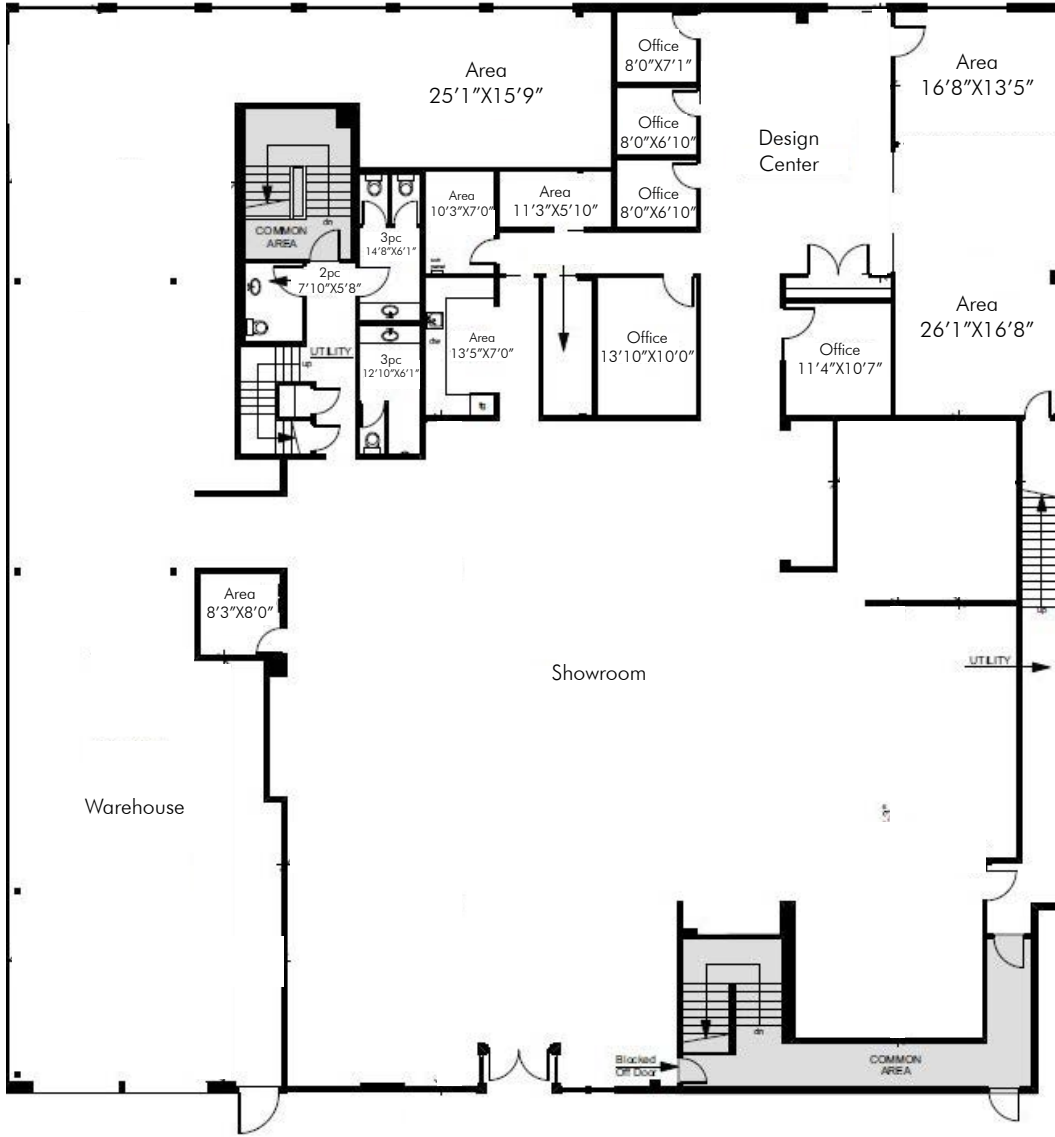 Area
25'1"X15'9"
Office
8'0"X7'1"
Office
8'0"X6'10"
Office
8'0"X6'10"
Design
Center
Area
16'8"X13'5"
COMMON
AREA
dn
3pc
14'8"X6'1"
Area
10'3"X7'0"
Area
11'3"X5'10"
2pc
7'10"X5'8"
UTILITY
up
3pc
12'10"X6'1"
Area
13'5"X7'0"
dw
Office
13'10"X10'0"
Office
11'4"X10'7"
Area
26'1"X16'8"
Area
8'3"X8'0"
up
UTILITY
Showroom
Warehouse
dn
Blocked
Off Door
COMMON
AREA